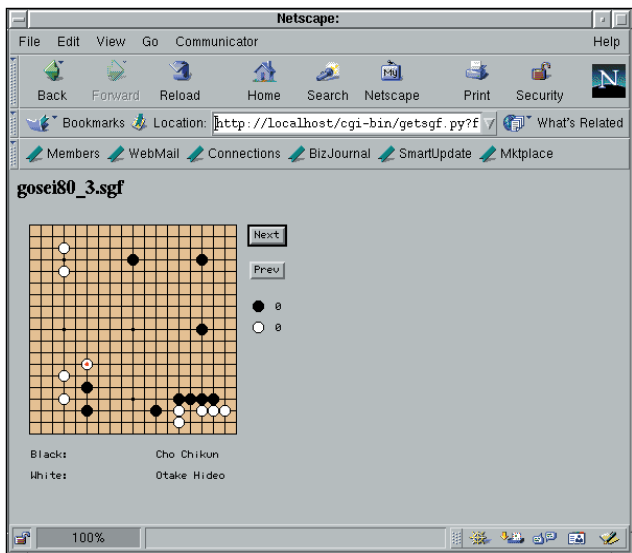 Netscape:
File Edit View Go Communicator Help
Back Forward Reload Home Search Netscape Print Security
My
N
Bookmarks Location: http://localhost/cgi-bin/getsgf.py?f What's Related
Members WebMail Connections BizJournal SmartUpdate Mktplace
gosei80_3.sgf
Next
Prev
0
0
Black: Cho Chikun
White: Otake Hideo
100%